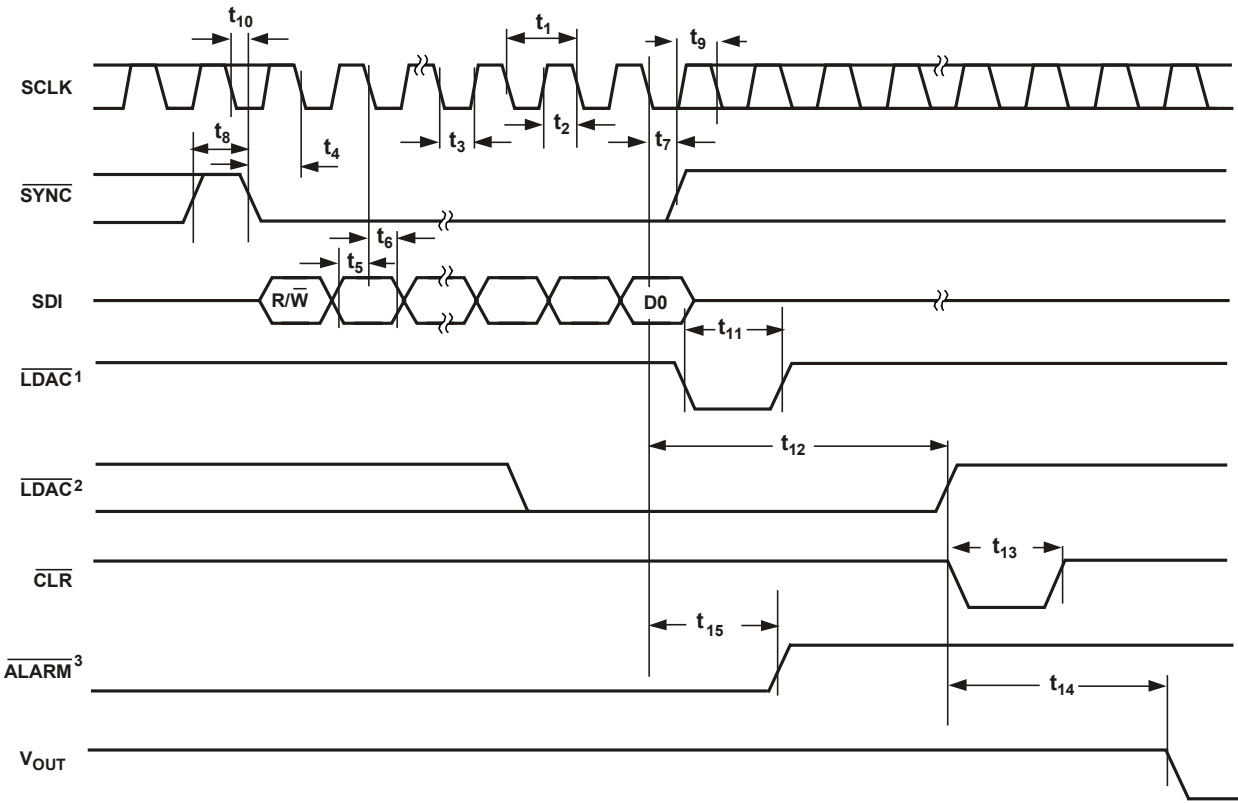 t10
t1
t9
SCLK
t8
t4
t3
t2
t7
SYNC
t6
t5
SDI
R/W
D0
t11
LDAC1
t12
LDAC2
t13
CLR
t15
ALARM3
t14
VOUT